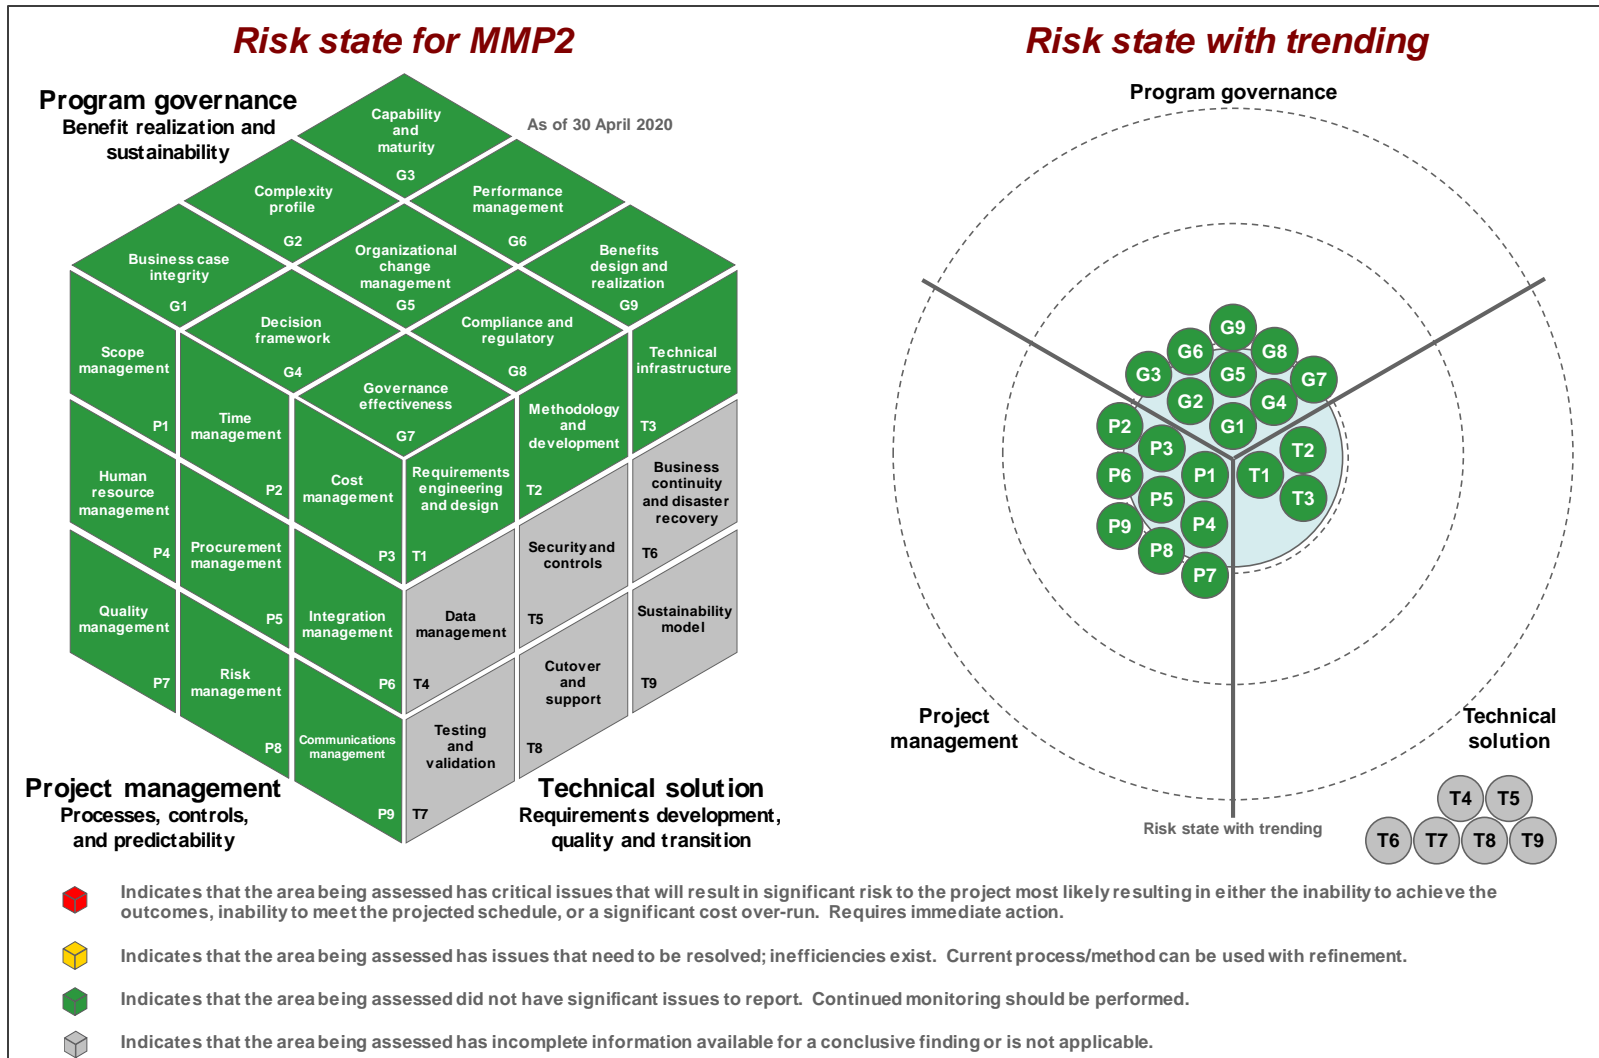 Risk state for MMP2
Program governance
Benefit realization and
sustainability
As of 30 April 2020
Capability
and
maturity
G3
Complexity
profile
G2
Performance
management
G6
Business case
integrity
G1
Organizational
change
management
G5
Benefits
design and
realization
G9
Decision
framework
G4
Compliance and
regulatory
G8
Governance
effectiveness
G7
Scope
management
P1
Time
management
P2
Cost
management
P3
Human
resource
management
P4
Procurement
management
P5
Integration
management
P6
Quality
management
P7
Risk
management
P8
Communications
management
P9
Requirements
engineering
and design
T1
Methodology
and
development
T2
Technical
infrastructure
T3
Data
management
T4
Security and
controls
T5
Business
continuity
and disaster
recovery
T6
Testing
and
validation
T7
Cutover
and
support
T8
Sustainability
model
T9
Project management
Processes, controls,
and predictability
Technical solution
Requirements development,
quality and transition
Risk state with trending
Program governance
G9
G6
G8
G3
G5
G7
G2
G4
G1
P2
P3
P1
P6
P5
P4
P9
P8
P7
T2
T1
T3
Project
management
Technical
solution
Risk state with trending
T4
T5
T6
T7
T8
T9
Indicates that the area being assessed has critical issues that will result in significant risk to the project most likely resulting in either the inability to achieve the
outcomes, inability to meet the projected schedule, or a significant cost over-run. Requires immediate action.
Indicates that the area being assessed has issues that need to be resolved; inefficiencies exist. Current process/method can be used with refinement.
Indicates that the area being assessed did not have significant issues to report. Continued monitoring should be performed.
Indicates that the area being assessed has incomplete information available for a conclusive finding or is not applicable.